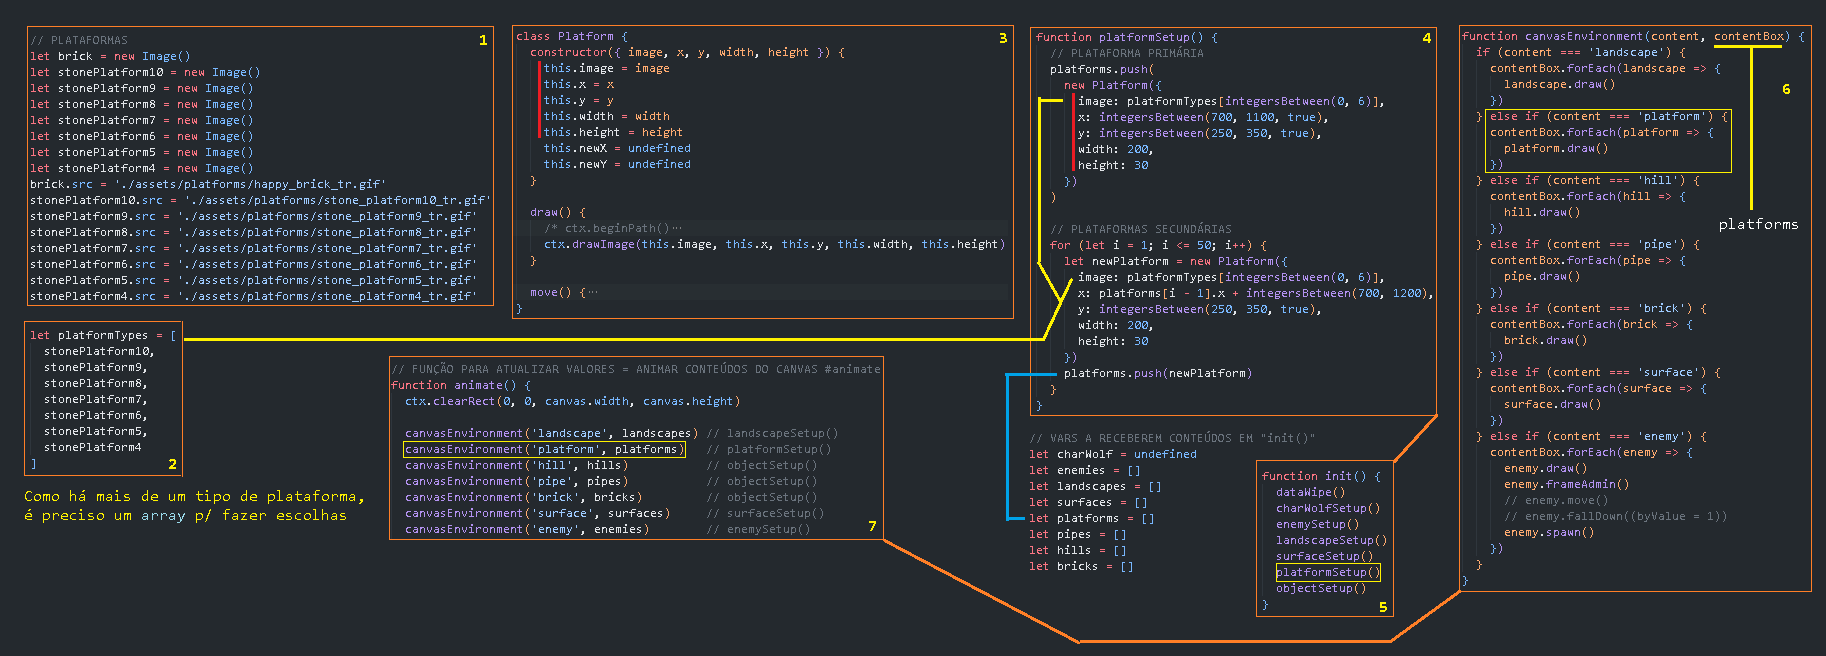 // PLATAFORMAS
1
let brick = new Image()
let stonePlatform10 = new Image()
let stonePlatform9 = new Image()
let stonePlatform8 = new Image()
let stonePlatform7 = new Image()
let stonePlatform6 = new Image()
let stonePlatform5 = new Image()
let stonePlatform4 = new Image()
brick.src = './assets/platforms/happy_brick_tr.gif'
stonePlatform10.src = './assets/platforms/stone_platform10_tr.gif'
stonePlatform9.src = './assets/platforms/stone_platform9_tr.gif'
stonePlatform8.src = './assets/platforms/stone_platform8_tr.gif'
stonePlatform7.src = './assets/platforms/stone_platform7_tr.gif'
stonePlatform6.src = './assets/platforms/stone_platform6_tr.gif'
stonePlatform5.src = './assets/platforms/stone_platform5_tr.gif'
stonePlatform4.src = './assets/platforms/stone_platform4_tr.gif'
let platformTypes = [
stonePlatform10,
stonePlatform9,
stonePlatform8,
stonePlatform7,
stonePlatform6,
stonePlatform5,
stonePlatform4
]
2
Como há mais de um tipo de plataforma,
é preciso um array p/ fazer escolhas
class Platform {
3
constructor({ image, x, y, width, height }) {
this.image = image
this.x = x
this.y = y
this.width = width
this.height = height
this.newX = undefined
this.newY = undefined
}
draw() {
/* ctx.beginPath()···
ctx.drawImage(this.image, this.x, this.y, this.width, this.height)
}
move() {···
}
function platformSetup() {
4
// PLATAFORMA PRIMÁRIA
platforms.push(
new Platform({
image: platformTypes[integersBetween(0, 6)],
x: integersBetween(700, 1100, true),
y: integersBetween(250, 350, true),
width: 200,
height: 30
})
)
// PLATAFORMAS SECUNDÁRIAS
for (let i = 1; i <= 50; i++) {
let newPlatform = new Platform({
image: platformTypes[integersBetween(0, 6)],
x: platforms[i - 1].x + integersBetween(700, 1200),
y: integersBetween(250, 350, true),
width: 200,
height: 30
})
platforms.push(newPlatform)
}
}
// VARS A RECEBEREM CONTEÚDOS EM "init()"
let charWolf = undefined
let enemies = []
let landscapes = []
let surfaces = []
let platforms = []
let pipes = []
let hills = []
let bricks = []
function init() {
dataWipe()
charWolfSetup()
enemySetup()
landscapeSetup()
surfaceSetup()
platformSetup()
objectSetup()
}
5
function canvasEnvironment(content, contentBox) {
if (content === 'landscape') {
contentBox.forEach(landscape => {
landscape.draw()
})
} else if (content === 'platform') {
contentBox.forEach(platform => {
platform.draw()
})
} else if (content === 'hill') {
contentBox.forEach(hill => {
hill.draw()
})
} else if (content === 'pipe') {
contentBox.forEach(pipe => {
pipe.draw()
})
} else if (content === 'brick') {
contentBox.forEach(brick => {
brick.draw()
})
} else if (content === 'surface') {
contentBox.forEach(surface => {
surface.draw()
})
} else if (content === 'enemy') {
contentBox.forEach(enemy => {
enemy.draw()
enemy.frameAdmin()
// enemy.move()
// enemy.fallDown((byValue = 1))
enemy.spawn()
})
}
}
6
platforms
// FUNÇÃO PARA ATUALIZAR VALORES = ANIMAR CONTEÚDOS DO CANVAS #animate
function animate() {
ctx.clearRect(0, 0, canvas.width, canvas.height)
canvasEnvironment('landscape', landscapes) // landscapeSetup()
canvasEnvironment('platform', platforms) // platformSetup()
canvasEnvironment('hill', hills) // objectSetup()
canvasEnvironment('pipe', pipes) // objectSetup()
canvasEnvironment('brick', bricks) // objectSetup()
canvasEnvironment('surface', surfaces) // surfaceSetup()
canvasEnvironment('enemy', enemies) // enemySetup()
7